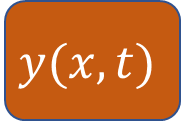 y(x, t)